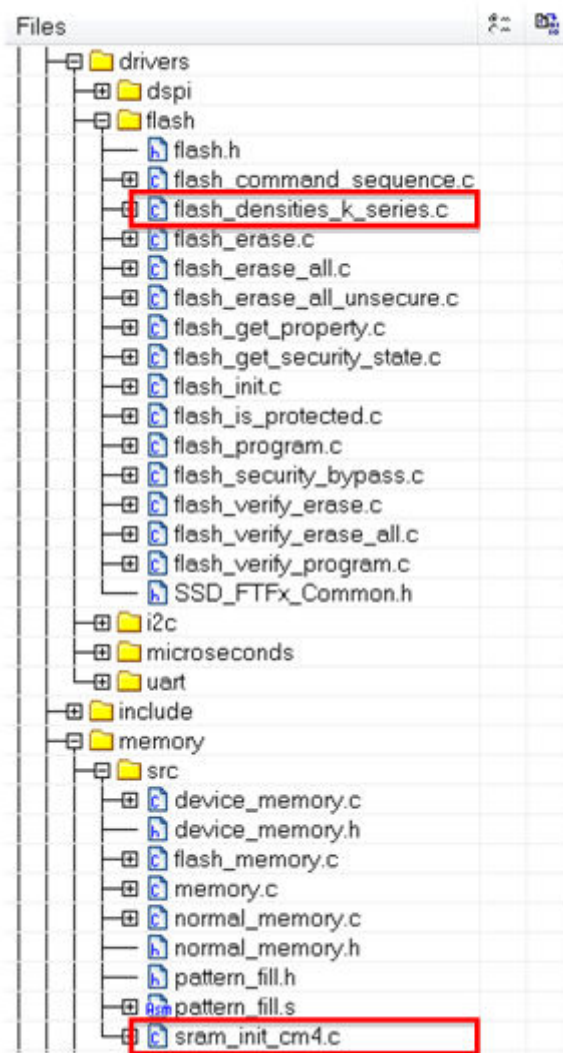 Files
drivers
dspi
flash
flash.h
flash_command_sequence.c
flash_densities_k_series.c
flash_erase.c
flash_erase_all.c
flash_erase_all_unsecure.c
flash_get_property.c
flash_get_security_state.c
flash_init.c
flash_is_protected.c
flash_program.c
flash_security_bypass.c
flash_verify_erase.c
flash_verify_erase_all.c
flash_verify_program.c
SSD_FTFx_Common.h
i2c
microseconds
uart
include
memory
src
device_memory.c
device_memory.h
flash_memory.c
memory.c
normal_memory.c
normal_memory.h
pattern_fill.h
pattern_fill.s
sram_init_cm4.c